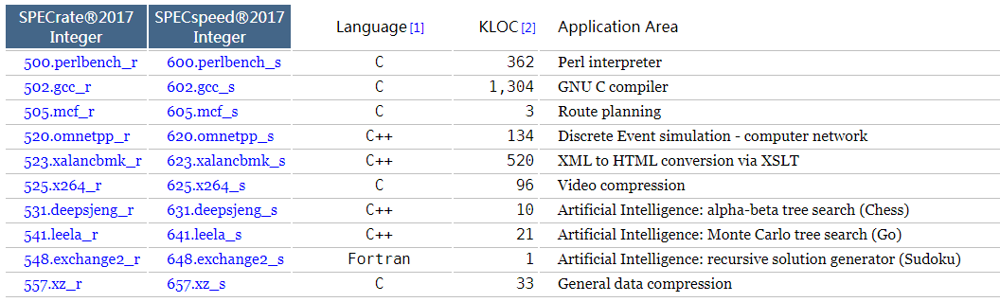 SPECrate®2017 Integer SPECspeed®2017 Integer Language[1] KLOC[2] Application Area
500.perlbench_r 600.perlbench_s C 362 Perl interpreter
502.gcc_r 602.gcc_s C 1,304 GNU C compiler
505.mcf_r 605.mcf_s C 3 Route planning
520.omnetpp_r 620.omnetpp_s C++ 134 Discrete Event simulation - computer network
523.xalancbmk_r 623.xalancbmk_s C++ 520 XML to HTML conversion via XSLT
525.x264_r 625.x264_s C 96 Video compression
531.deepsjeng_r 631.deepsjeng_s C++ 10 Artificial Intelligence: alpha-beta tree search (Chess)
541.leela_r 641.leela_s C++ 21 Artificial Intelligence: Monte Carlo tree search (Go)
548.exchange2_r 648.exchange2_s Fortran 1 Artificial Intelligence: recursive solution generator (Sudoku)
557.xz_r 657.xz_s C 33 General data compression